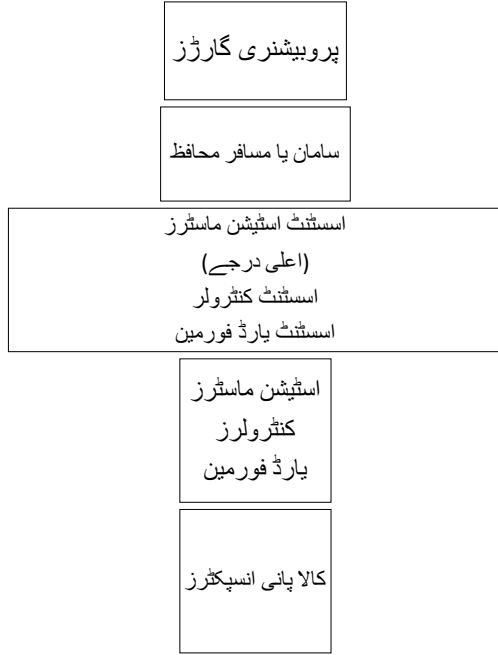 پروبیشنری گارڑز
سامان یا مسافر محافظ
اسسٹنٹ اسٹیشن ماسٹرز
(اعلی درجے)
اسسٹنٹ کنٹرولر
اسسٹنٹ یارڈ فورمین
اسٹیشن ماسٹرز
کنٹرولرز
یارڈ فورمین
کالا پانی انسپکٹرز